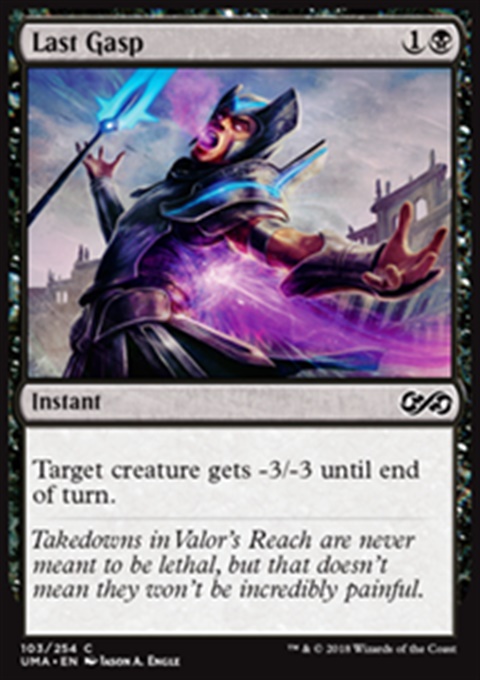 Last Gasp 1
Instant
Target creature gets -3/-3 until end
of turn.
Takedowns in Valor's Reach are never
meant to be lethal, but that doesn't
mean they won't be incredibly painful.
103/254 C
™ & © 2018 Wizards of the Coast
UMA • EN Jason A. Engle